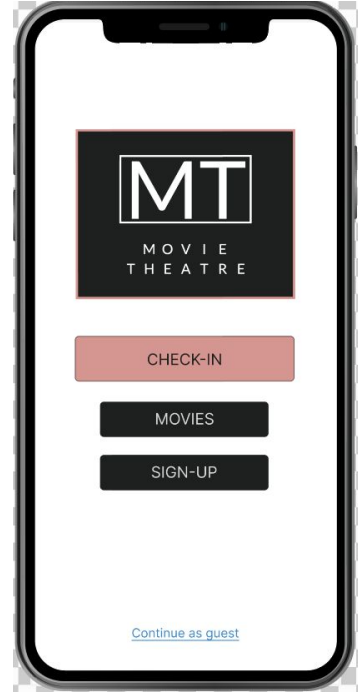 MT
MOVIE
THEATRE
CHECK-IN
MOVIES
SIGN-UP
Continue as guest